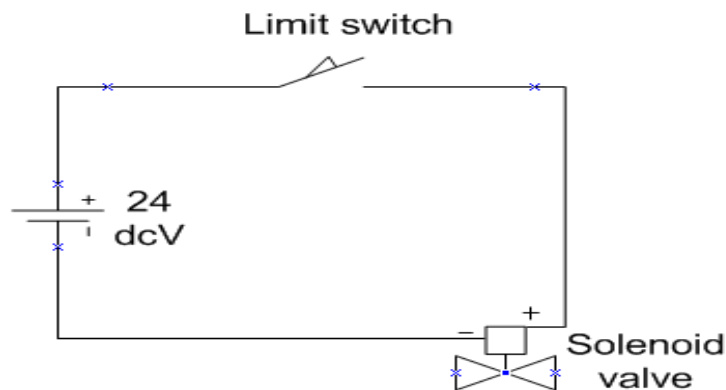 Limit switch
+ 24
- dcV
- +
Solenoid
valve